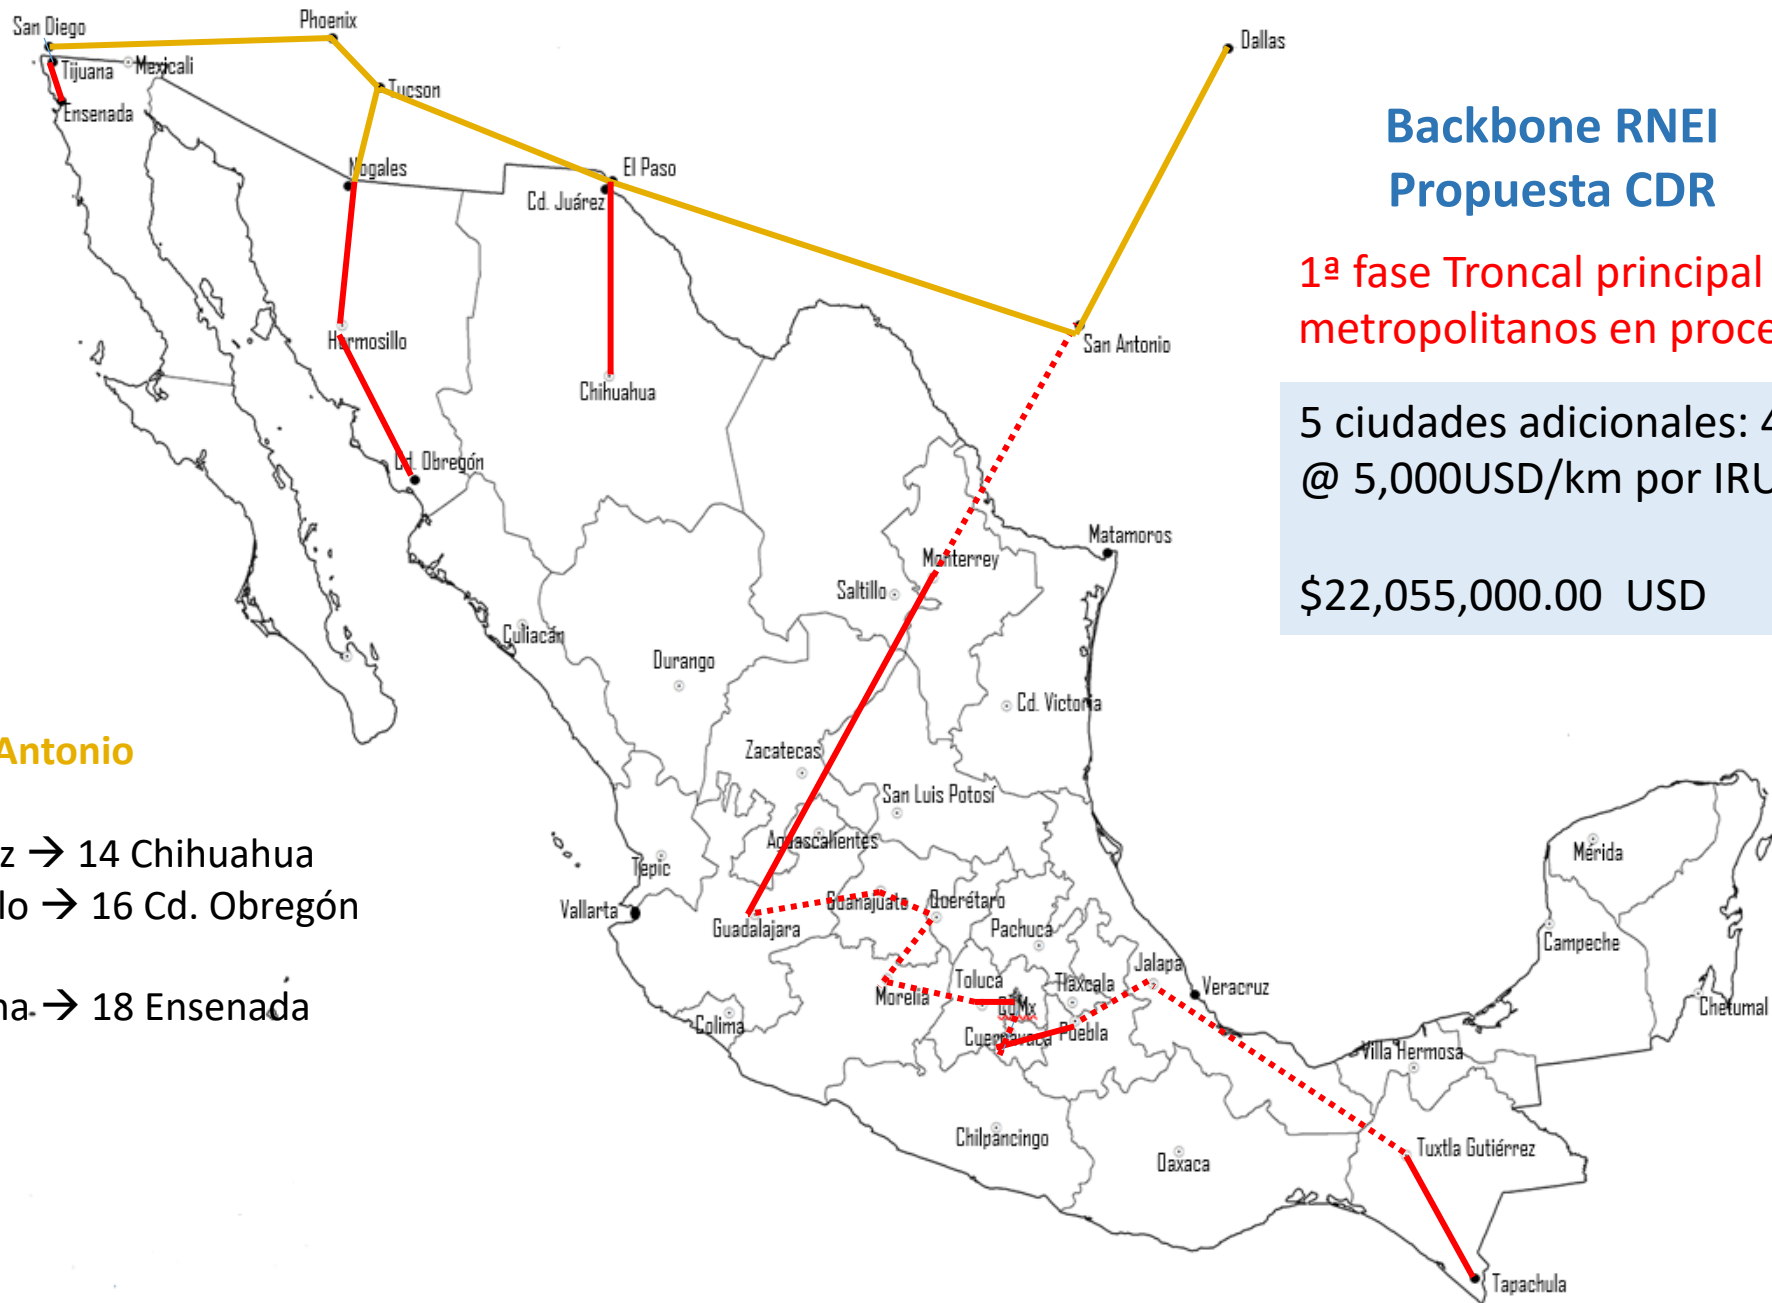 San Diego
Phoenix
Dallas
Tijuana
Mexicali
Tucson
Ensenada
Backbone RNEI
Propuesta CDR
Nogales
El Paso
Cd. Juárez
1ª fase Troncal principal
metropolitanos en proce
Hermosillo
San Antonio
Chihuahua
5 ciudades adicionales: 4
@ 5,000USD/km por IRU
Cd. Obregón
Matamoros
Monterrey
Saltillo
$22,055,000.00 USD
Culiacán
Durango
Cd. Victoria
Antonio
Zacatecas
San Luis Potosí
Aguascalientes
z → 14 Chihuahua
Tepic
Mérida
lo → 16 Cd. Obregón
Guanajuato
Querétaro
Vallarta
Guadalajara
Pachuca
Campeche
Jalapa
Toluca
Tlaxcala
Morelia
Veracruz
na → 18 Ensenada
CdMx
Chetumal
Colima
Cuernavaca
Puebla
Villa Hermosa
Chilpancingo
Oaxaca
Tuxtla Gutiérrez
Tapachula